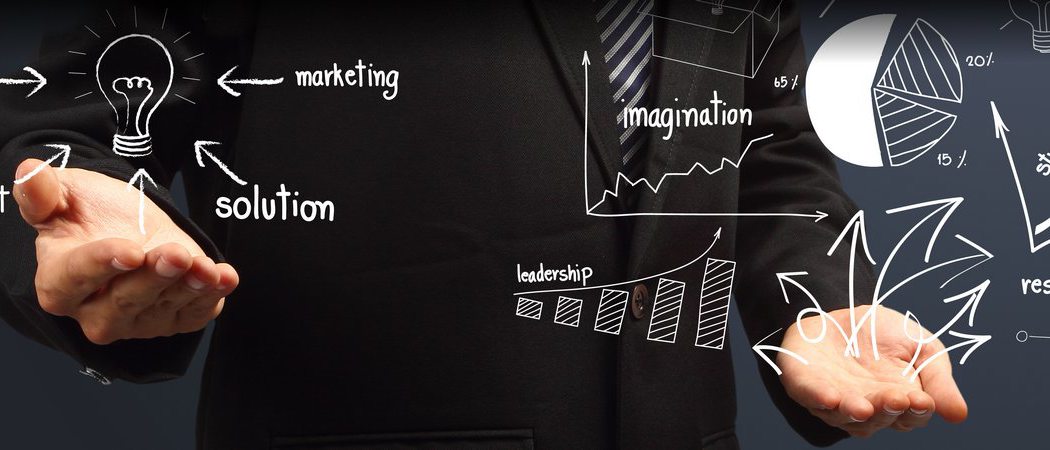 marketing
solution
imagination
leadership
65 %
20%
15 %